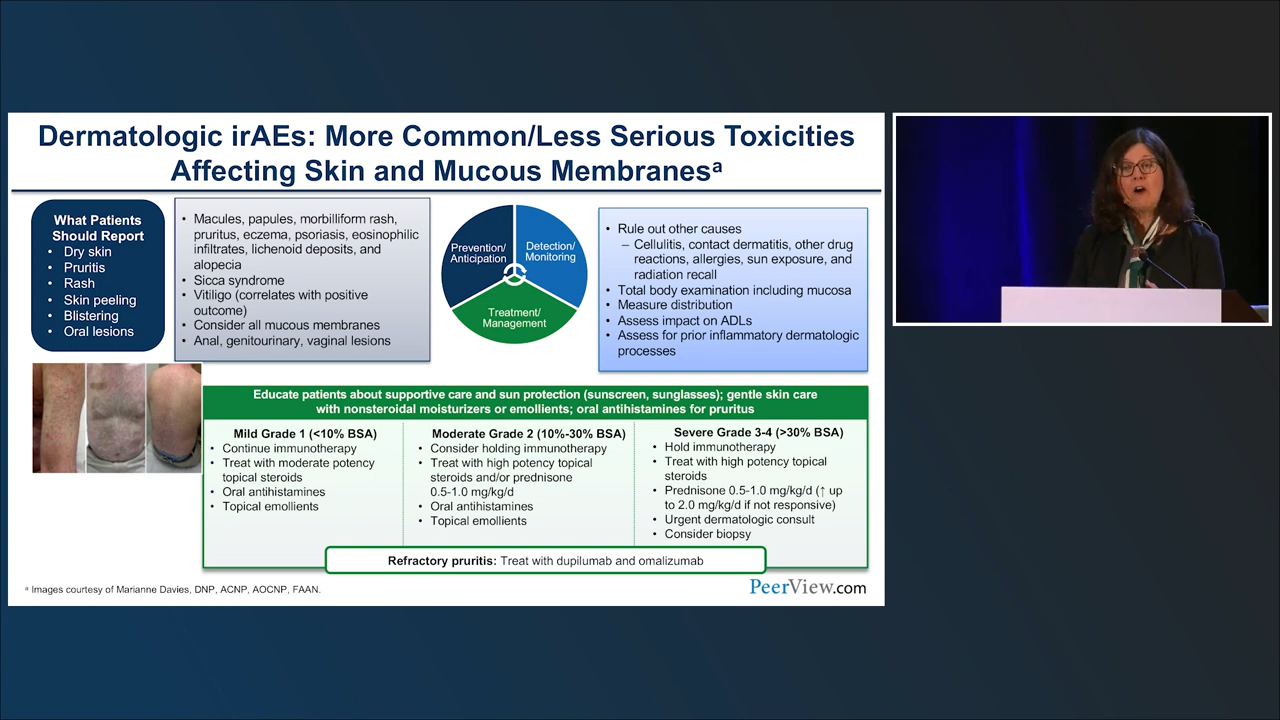 Dermatologic irAEs: More Common/Less Serious Toxicities
Affecting Skin and Mucous Membranesa
What Patients
Should Report
• Dry skin
• Pruritis
• Rash
• Skin peeling
• Blistering
• Oral lesions
• Macules, papules, morbilliform rash,
pruritus, eczema, psoriasis, eosinophilic
infiltrates, lichenoid deposits, and
alopecia
• Sicca syndrome
• Vitiligo (correlates with positive
outcome)
• Consider all mucous membranes
• Anal, genitourinary, vaginal lesions
Prevention/
Anticipation
Detection/
Monitoring
Treatment/
Management
• Rule out other causes
– Cellulitis, contact dermatitis, other drug
reactions, allergies, sun exposure, and
radiation recall
• Total body examination including mucosa
• Measure distribution
• Assess impact on ADLs
• Assess for prior inflammatory dermatologic
processes
Educate patients about supportive care and sun protection (sunscreen, sunglasses); gentle skin care
with nonsteroidal moisturizers or emollients; oral antihistamines for pruritus
Mild Grade 1 (<10% BSA)
• Continue immunotherapy
• Treat with moderate potency
topical steroids
• Oral antihistamines
• Topical emollients
Moderate Grade 2 (10%-30% BSA)
• Consider holding immunotherapy
• Treat with high potency topical
steroids and/or prednisone
0.5-1.0 mg/kg/d
• Oral antihistamines
• Topical emollients
Severe Grade 3-4 (>30% BSA)
• Hold immunotherapy
• Treat with high potency topical
steroids
• Prednisone 0.5-1.0 mg/kg/d (↑ up
to 2.0 mg/kg/d if not responsive)
• Urgent dermatologic consult
• Consider biopsy
Refractory pruritis: Treat with dupilumab and omalizumab
a Images courtesy of Marianne Davies, DNP, ACNP, AOCNP, FAAN.
PeerView.com